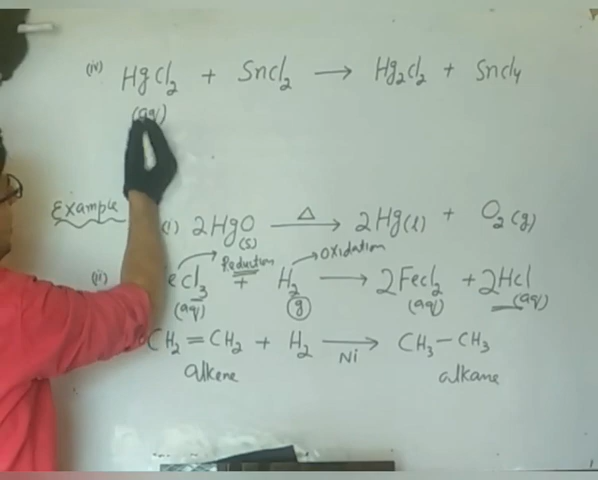 (iv) HgCl2 + SnCl2 → Hg2Cl2 + SnCl4
(aq)
Example (i) 2HgO (s) Δ→ 2Hg(l) + O2(g)
Reduction Oxidation
(ii) eCl3 + H2 → 2FeCl2 + 2HCl
(aq) (g) (aq) (aq)
CH2=CH2 + H2 →Ni CH3-CH3
alkene alkane